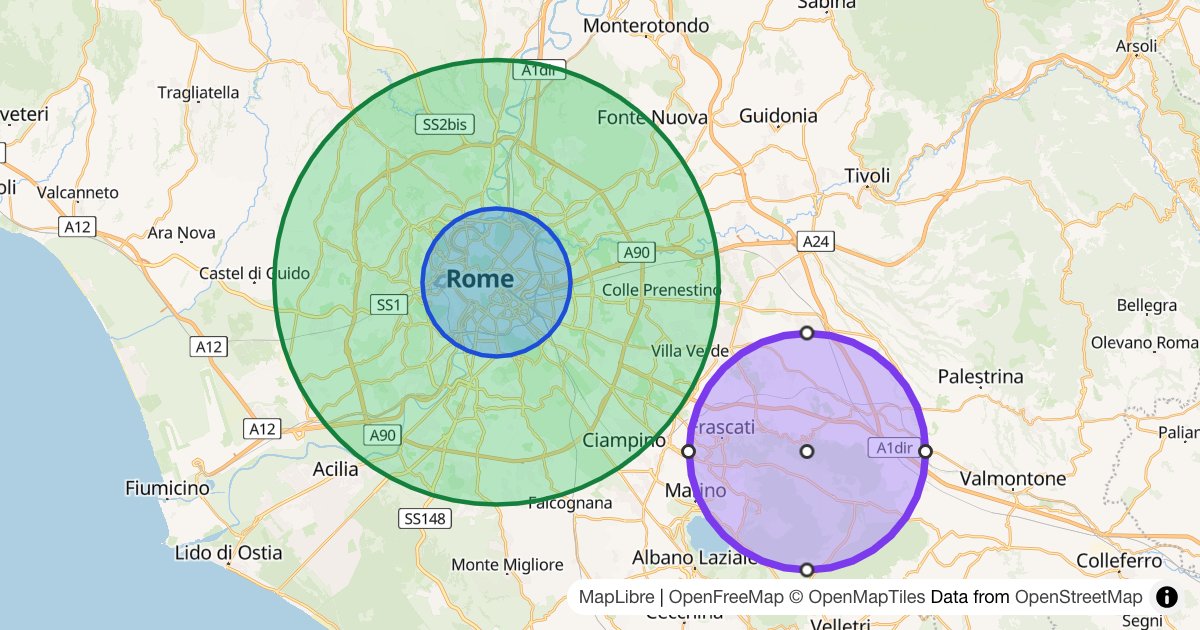 Sabina
Monterotondo
Arsoli
A1dir
Tragliatella
veteri
Fonte Nuova
Guidonia
SS2bis
Tivoli
oli
Valcanneto
A12
Ara Nova
A24
A90
Castel di Guido
Rome
Colle Prenestino
SS1
Bellegra
A12
Villa Verde
Olevano Roma
Palestrina
A12
A90
Frascati
Palian
Ciampino
A1dir
Acilia
Valmontone
Fiumicino
Marino
Falcognana
SS148
Lido di Ostia
Monte Migliore
Albano Laziale
Colleferro
MapLibre | OpenFreeMap © OpenMapTiles Data from OpenStreetMap
Cecchina
Velletri
Segni